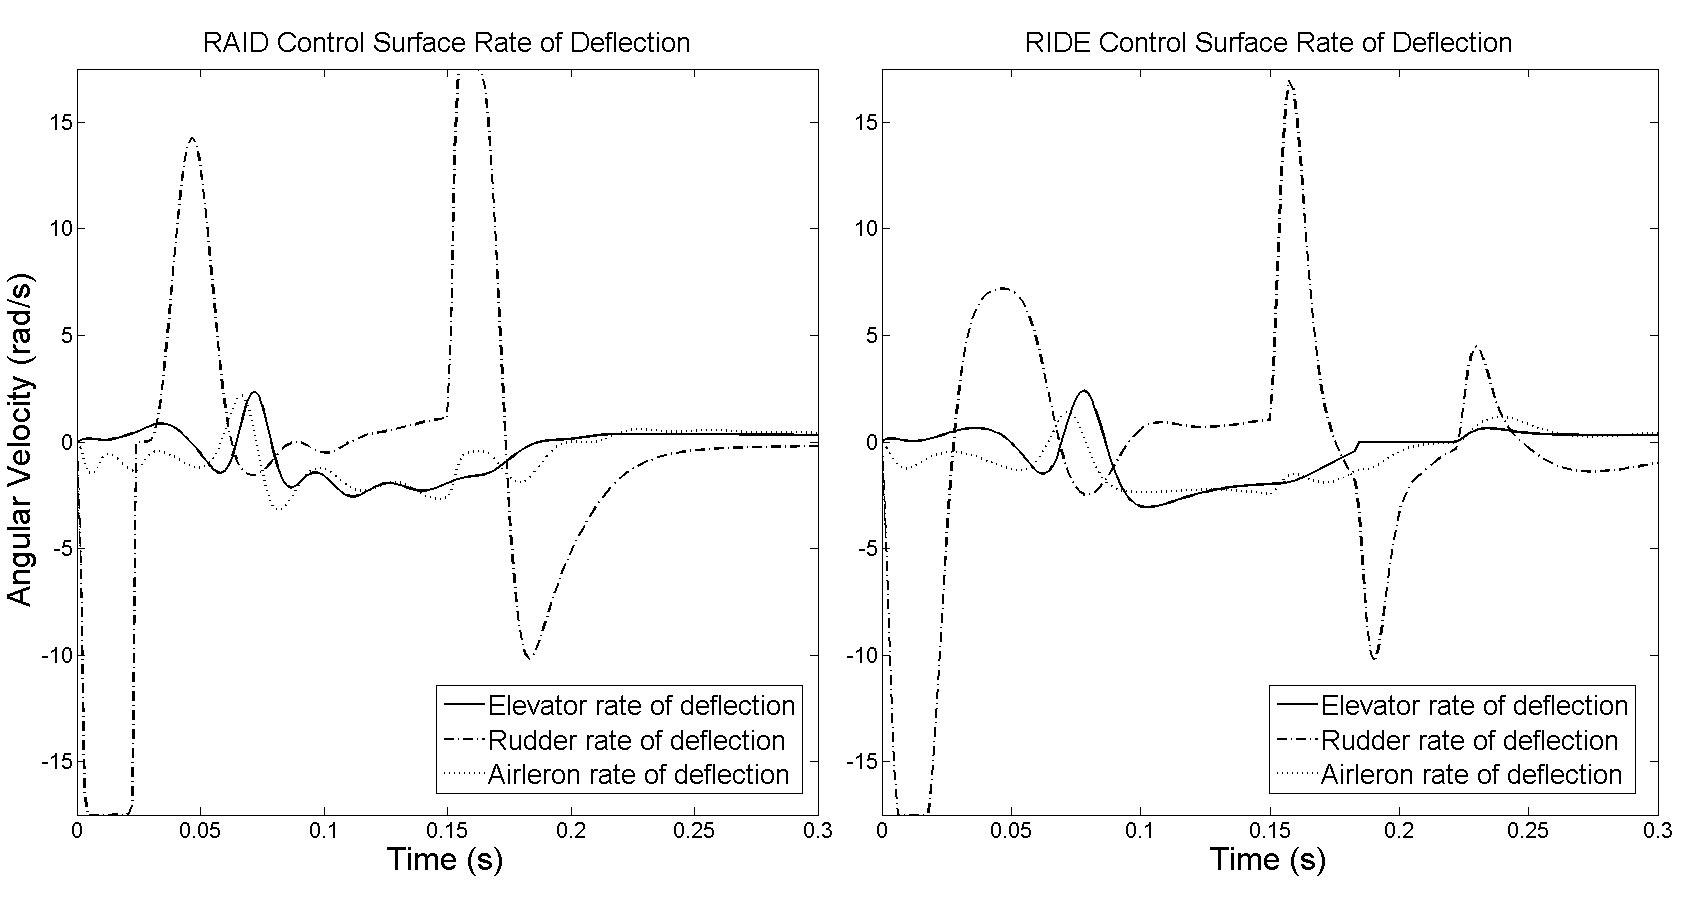 RAID Control Surface Rate of Deflection
Angular Velocity (rad/s)
15
10
5
0
-5
-10
-15
Elevator rate of deflection
Rudder rate of deflection
Airleron rate of deflection
0 0.05 0.1 0.15 0.2 0.25 0.3
Time (s)
RIDE Control Surface Rate of Deflection
15
10
5
0
-5
-10
-15
Elevator rate of deflection
Rudder rate of deflection
Airleron rate of deflection
0 0.05 0.1 0.15 0.2 0.25 0.3
Time (s)